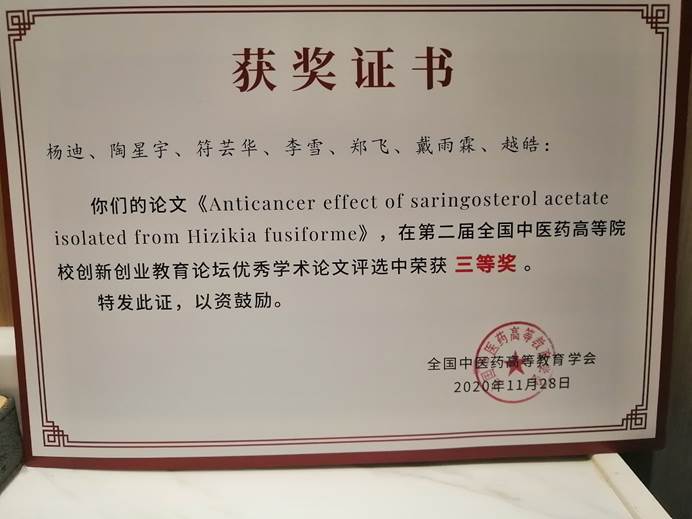 获奖证书
杨迪、陶星宇、符芸华、李雪、郑飞、戴雨霖、越皓：
你们的论文《Anticancer effect of saringosterol acetate
isolated from Hizikia fusiforme》，在第二届全国中医药高等院
校创新创业教育论坛优秀学术论文评选中荣获 三等奖 。
特发此证，以资鼓励。
全国中医药高等教育学会
2020年11月28日